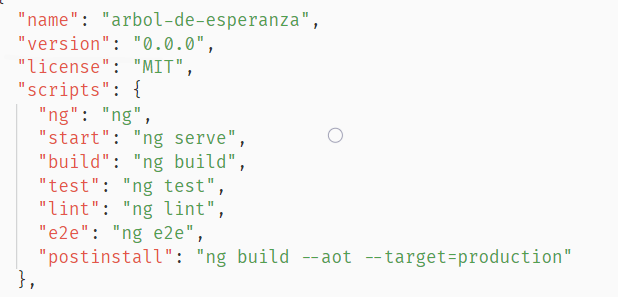 "name": "arbol-de-esperanza",
"version": "0.0.0",
"license": "MIT",
"scripts": {
"ng": "ng",
"start": "ng serve",
"build": "ng build",
"test": "ng test",
"lint": "ng lint",
"e2e": "ng e2e",
"postinstall": "ng build --aot --target=production"
},